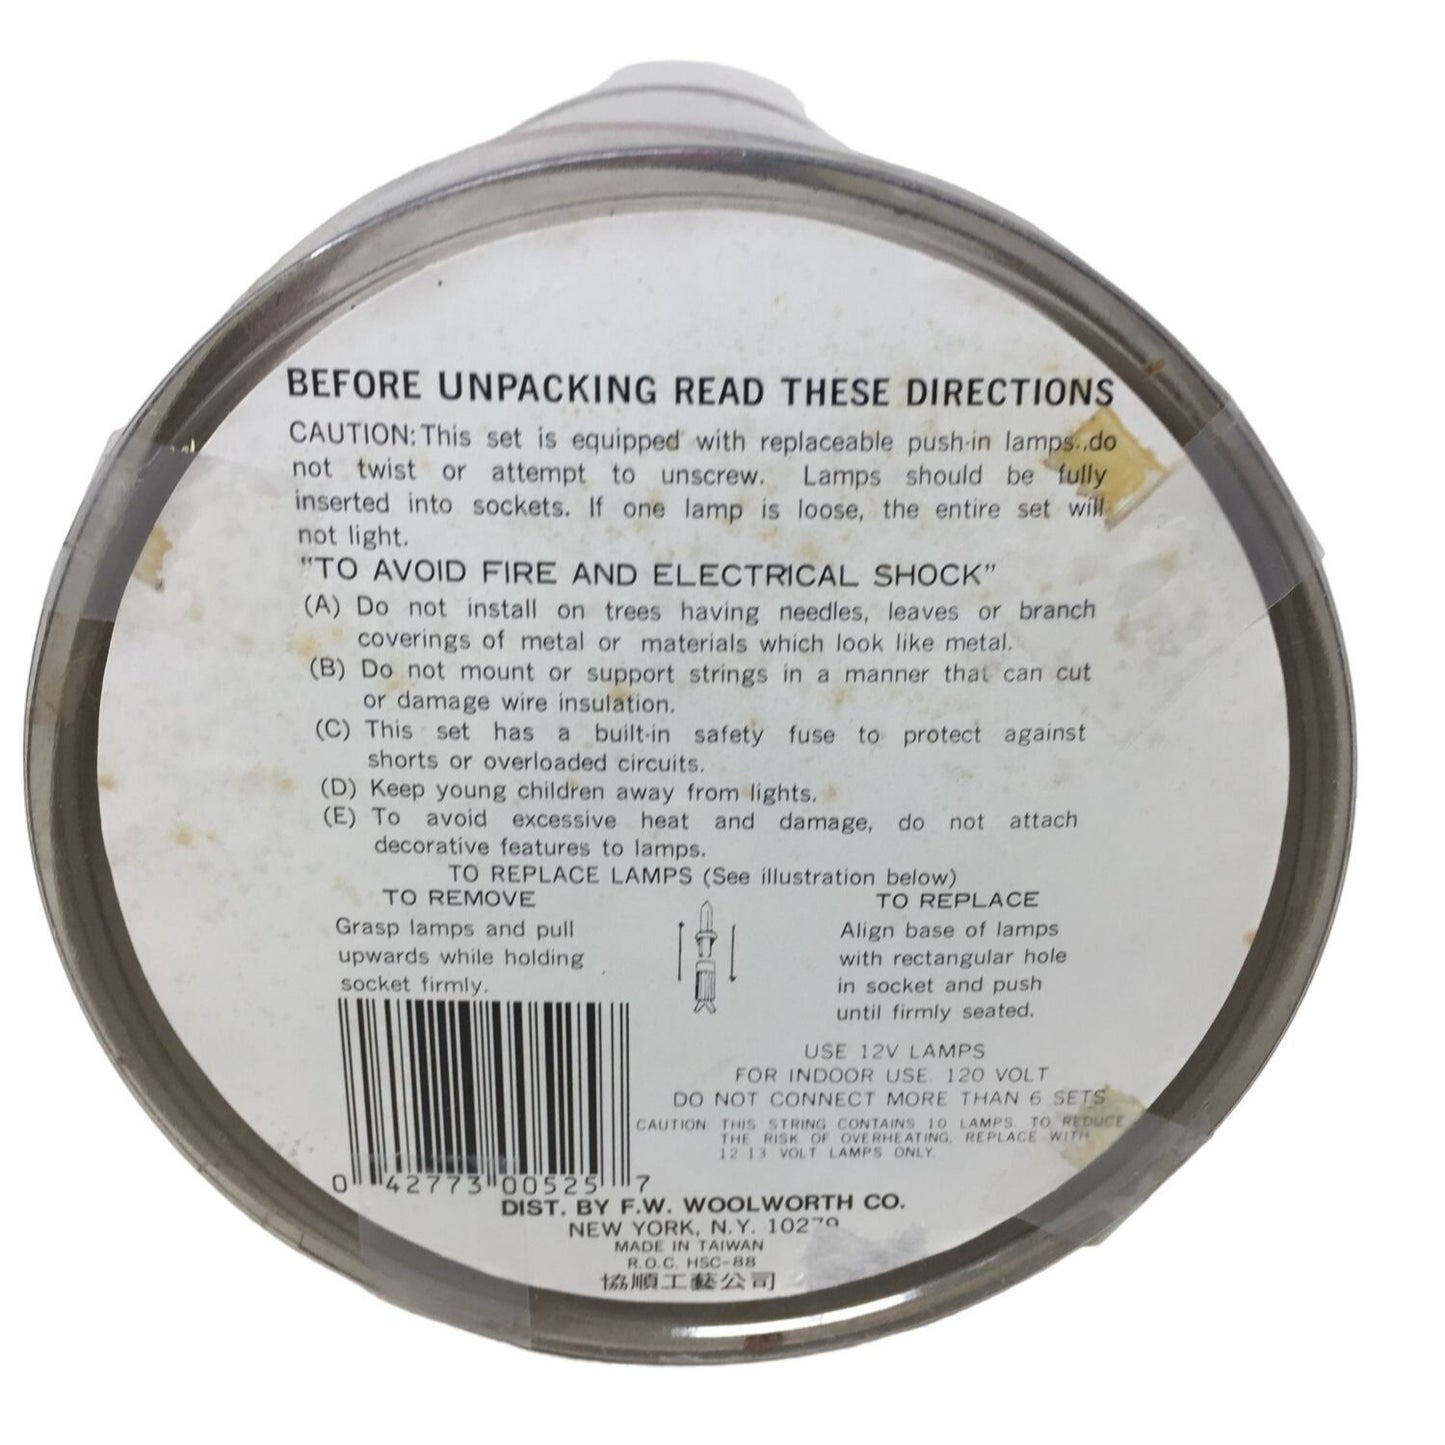 BEFORE UNPACKING READ THESE DIRECTIONS
CAUTION: This set is equipped with replaceable push-in lamps..do
not twist or attempt to unscrew. Lamps should be fully
inserted into sockets. If one lamp is loose, the entire set will
not light.
"TO AVOID FIRE AND ELECTRICAL SHOCK"
(A) Do not install on trees having needles, leaves or branch
coverings of metal or materials which look like metal.
(B) Do not mount or support strings in a manner that can cut
or damage wire insulation.
(C) This set has a built-in safety fuse to protect against
shorts or overloaded circuits.
(D) Keep young children away from lights.
(E) To avoid excessive heat and damage, do not attach
decorative features to lamps.
TO REPLACE LAMPS (See illustration below)
TO REMOVE
Grasp lamps and pull
upwards while holding
socket firmly.
TO REPLACE
Align base of lamps
with rectangular hole
in socket and push
until firmly seated.
USE 12V LAMPS
FOR INDOOR USE. 120 VOLT
DO NOT CONNECT MORE THAN 6 SETS
CAUTION THIS STRING CONTAINS 10 LAMPS. TO REDUCE
THE RISK OF OVERHEATING, REPLACE WITH
12-13 VOLT LAMPS ONLY.
0 42773 00525 7
DIST. BY F.W. WOOLWORTH CO.
NEW YORK, N.Y.
MADE IN TAIWAN
R.O.C. HSC-88
協順工藝公司